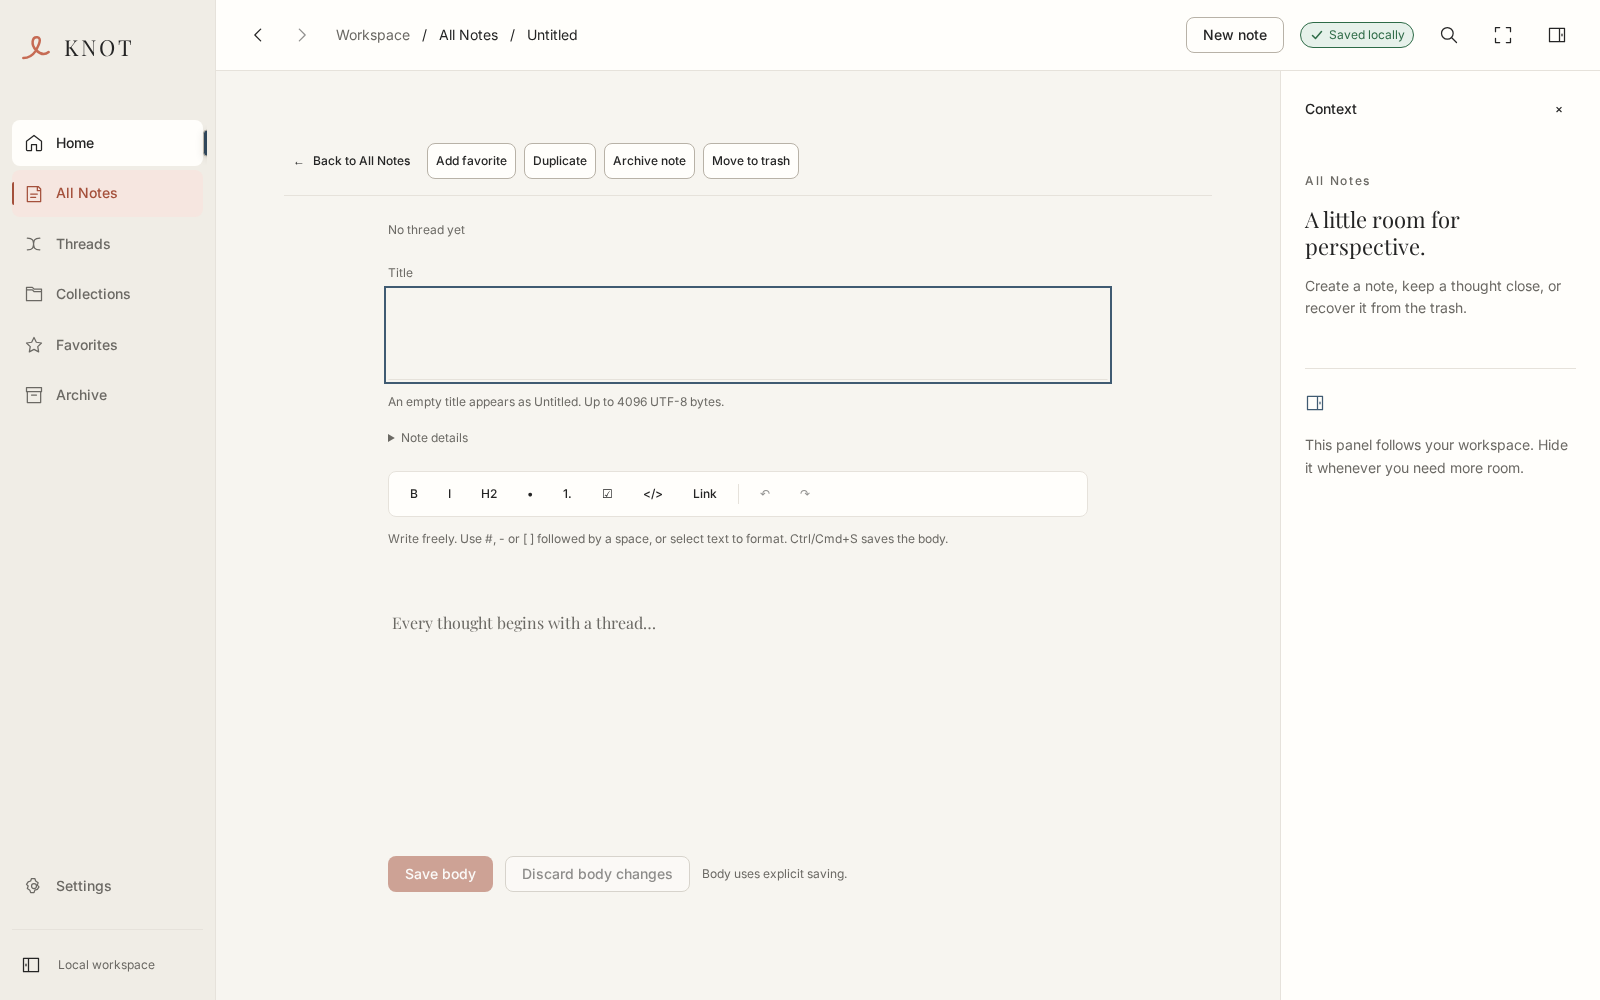 KNOT
Home
All Notes
Threads
Collections
Favorites
Archive
Settings
Local workspace
Workspace / All Notes / Untitled
New note
Saved locally
← Back to All Notes
Add favorite
Duplicate
Archive note
Move to trash
No thread yet
Title
An empty title appears as Untitled. Up to 4096 UTF-8 bytes.
Note details
B I H2 • 1. ☑ </> Link ↶ ↷
Write freely. Use #, - or [ ] followed by a space, or select text to format. Ctrl/Cmd+S saves the body.
Every thought begins with a thread...
Save body
Discard body changes
Body uses explicit saving.
Context
×
All Notes
A little room for
perspective.
Create a note, keep a thought close, or
recover it from the trash.
This panel follows your workspace. Hide
it whenever you need more room.